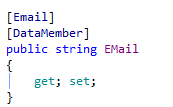 [Email]
[DataMember]
public string EMail
{
    get; set;
}